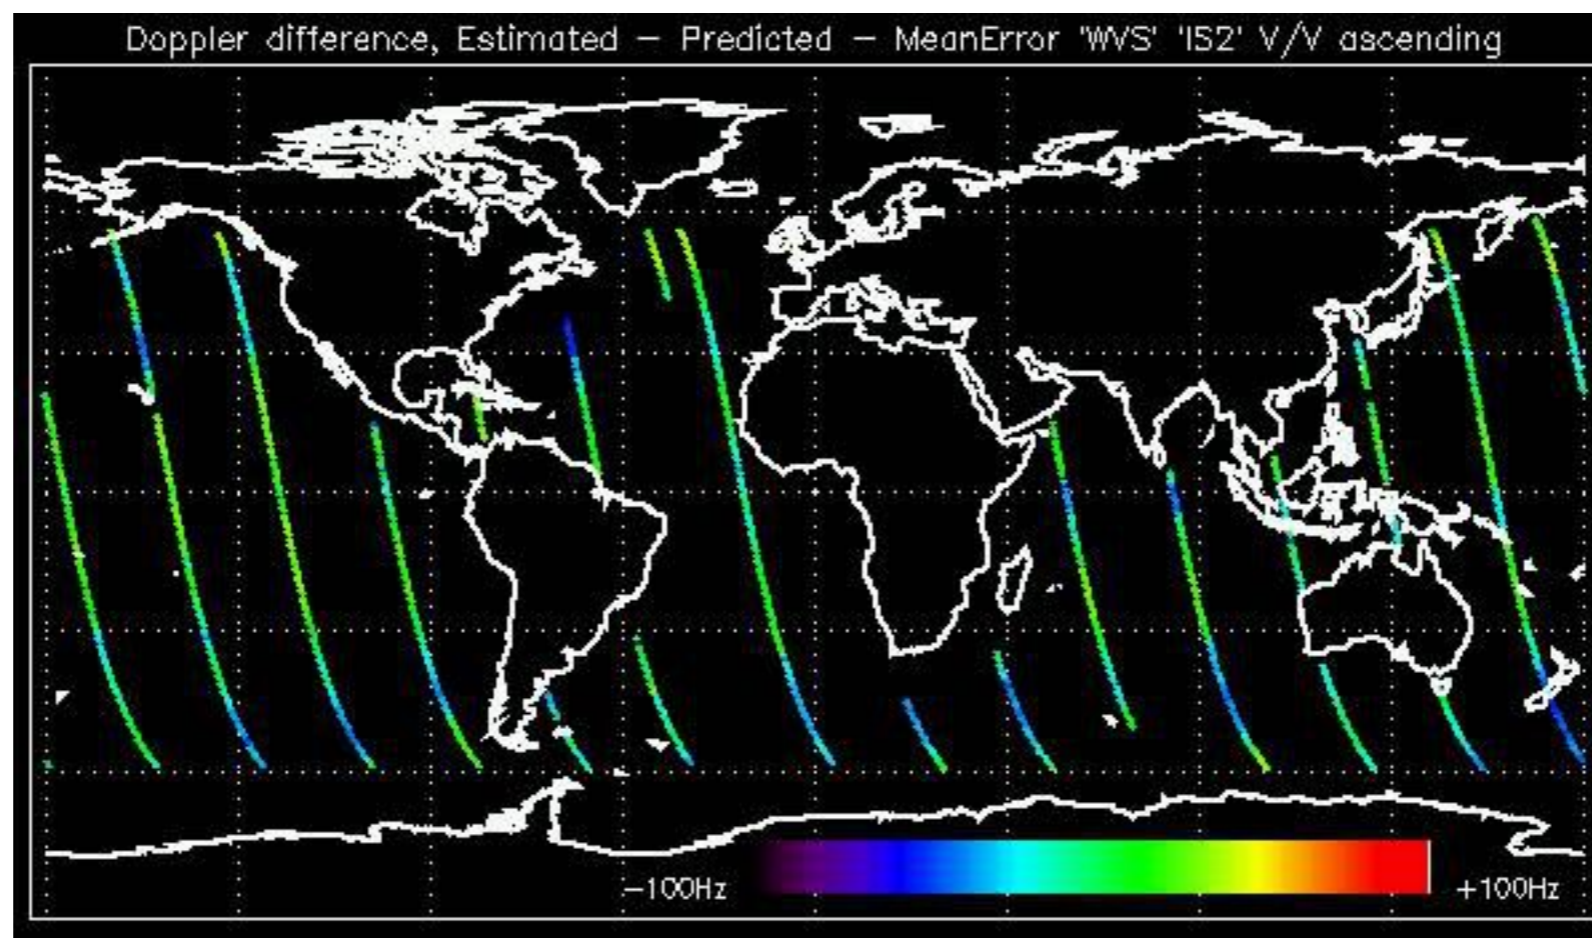 Doppler difference, Estimated – Predicted – MeanError 'WVS' 'IS2' V/V ascending
–100Hz
+100Hz